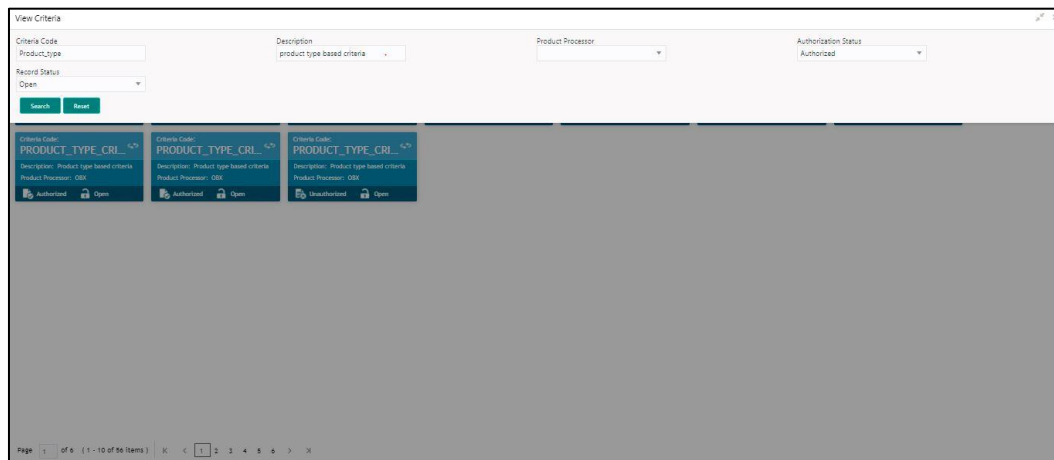 View Criteria
Criteria Code
Description
Product Processor
Authorization Status
Product_type
product type based criteria
Authorized
Record Status
Open
Search Reset
Criteria Code:
PRODUCT_TYPE_CRI...
Description: Product type based criteria
Product Processor: OBX
Authorized Open
Criteria Code:
PRODUCT_TYPE_CRI...
Description: Product type based criteria
Product Processor: OBX
Authorized Open
Criteria Code:
PRODUCT_TYPE_CRI...
Description: Product type based criteria
Product Processor: OBX
Unauthorized Open
Page 1 of 6 ( 1 - 10 of 56 items ) K < 1 2 3 4 5 6 >